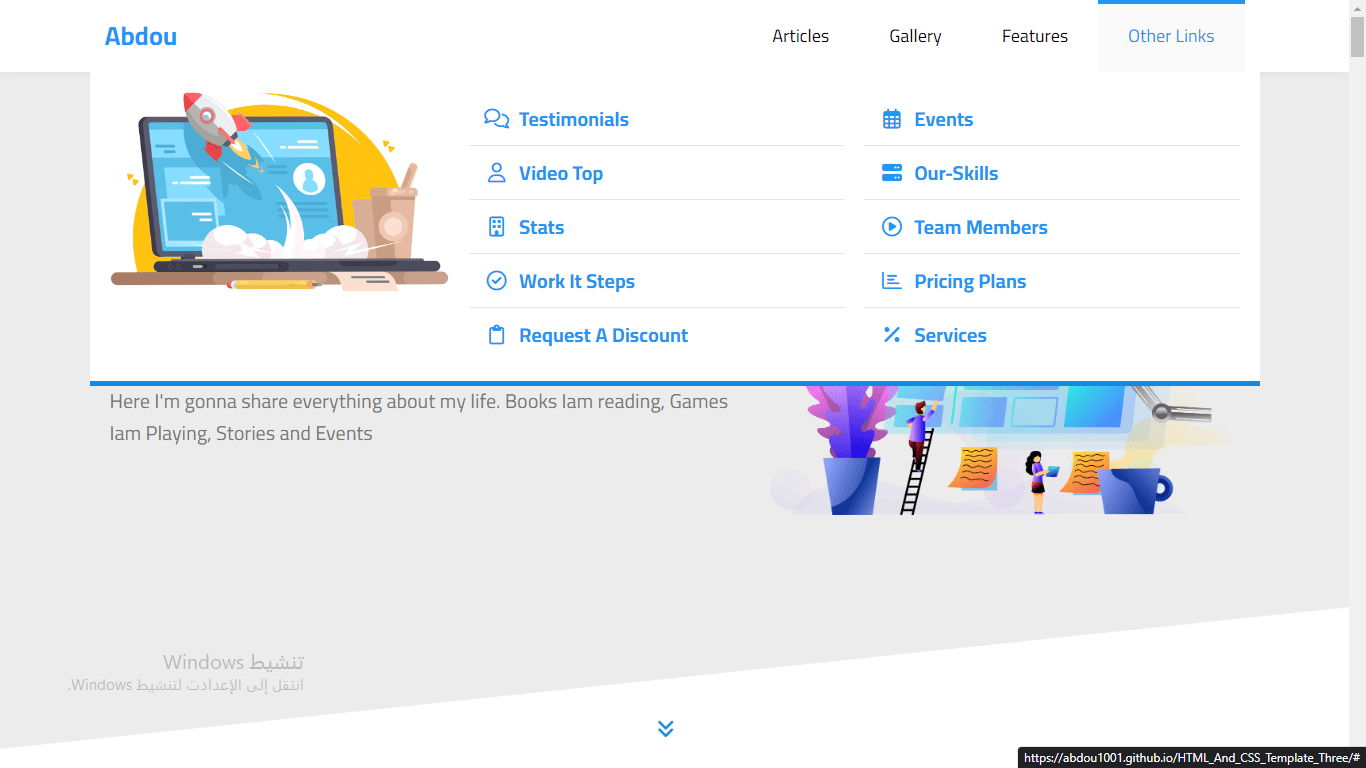 Abdou
Articles
Gallery
Features
Other Links
Testimonials
Video Top
Stats
Work It Steps
Request A Discount
Events
Our-Skills
Team Members
Pricing Plans
Services
Here I'm gonna share everything about my life. Books Iam reading, Games
Iam Playing, Stories and Events
تنشيط Windows
انتقل إلى الإعدادت لتنشيط Windows.
https://abdou1001.github.io/HTML_And_CSS_Template_Three/#